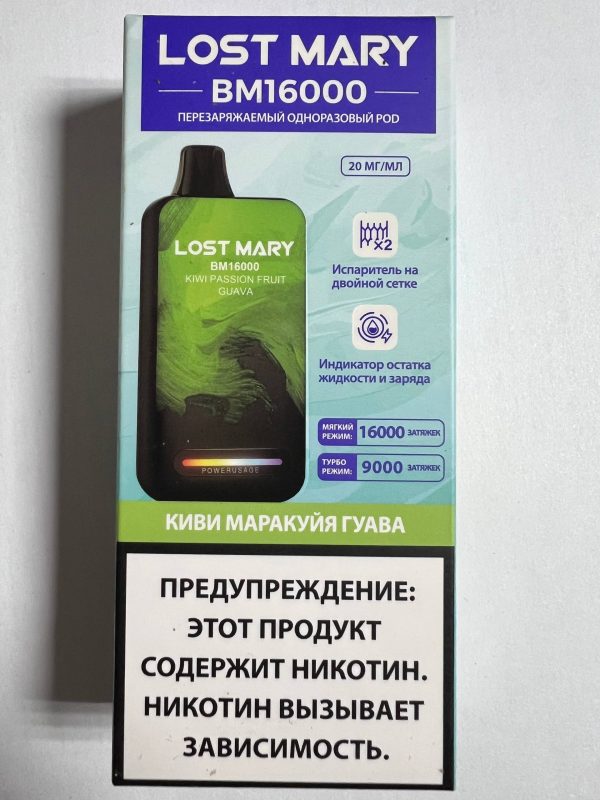 LOST MARY
BM16000
ПЕРЕЗАРЯЖАЕМЫЙ ОДНОРАЗОВЫЙ POD
20 МГ/МЛ
LOST MARY
BM16000
KIWI PASSION FRUIT
GUAVA
x2
Испаритель на
двойной сетке
Индикатор остатка
жидкости и заряда
МЯГКИЙ
РЕЖИМ: 16000 ЗАТЯЖЕК
ТУРБО
РЕЖИМ: 9000 ЗАТЯЖЕК
POWERUSAGE
КИВИ МАРАКУЙЯ ГУАВА
ПРЕДУПРЕЖДЕНИЕ:
ЭТОТ ПРОДУКТ
СОДЕРЖИТ НИКОТИН.
НИКОТИН ВЫЗЫВАЕТ
ЗАВИСИМОСТЬ.